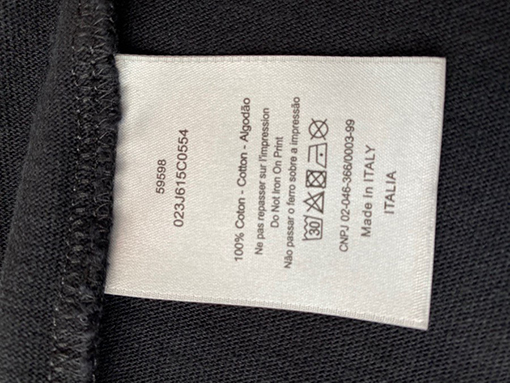 59598
023J615C0554
100% Coton - Cotton - Algodão
Ne pas repasser sur l'impression
Do Not Iron On Print
Não passar o ferro sobre a impressão
30
CNPJ 02-046-366/0003-99
Made In ITALY
ITALIA